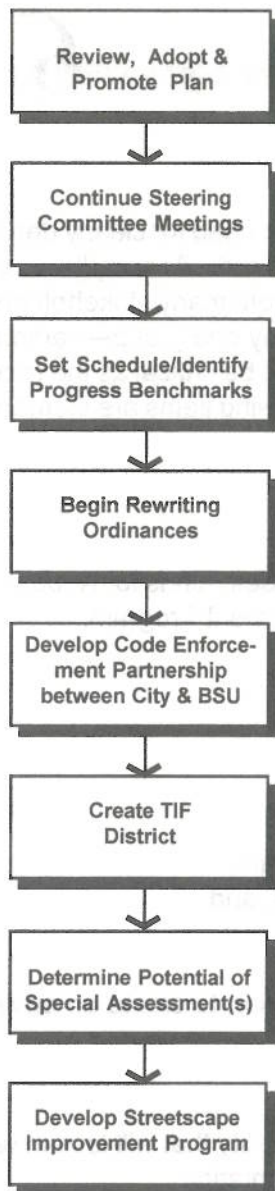 Review, Adopt &
Promote Plan
Continue Steering
Committee Meetings
Set Schedule/Identify
Progress Benchmarks
Begin Rewriting
Ordinances
Develop Code Enforce-
ment Partnership
between City & BSU
Create TIF
District
Determine Potential of
Special Assessment(s)
Develop Streetscape
Improvement Program